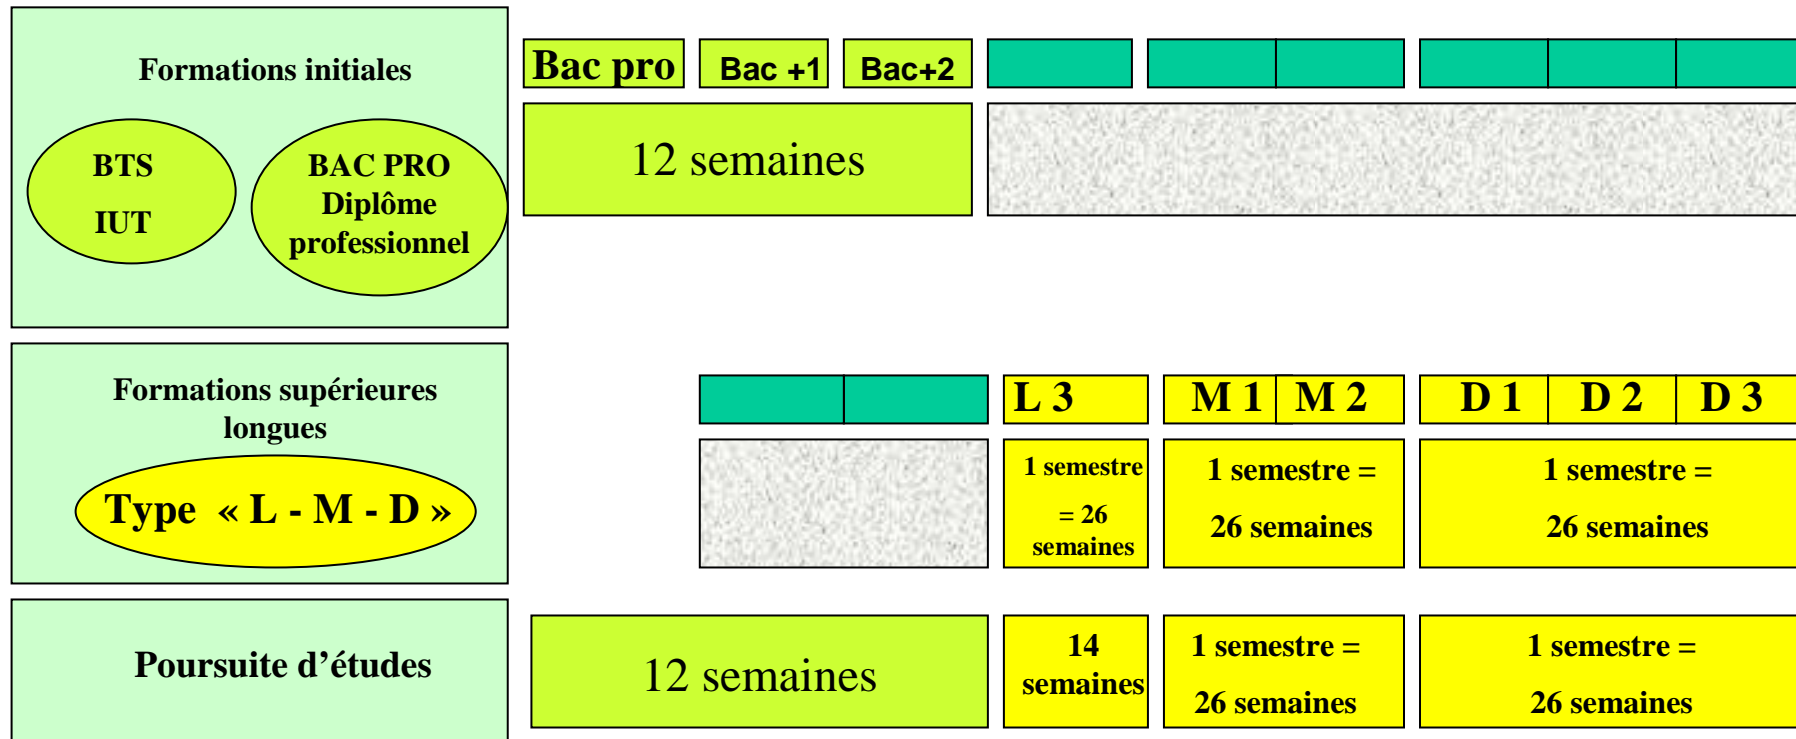 Formations initiales
BTS
IUT
BAC PRO
Diplôme
professionnel
Bac pro
Bac +1
Bac+2
12 semaines
Formations supérieures
longues
Type « L - M - D »
L 3
M 1
M 2
D 1
D 2
D 3
1 semestre
= 26
semaines
1 semestre =
26 semaines
1 semestre =
26 semaines
Poursuite d’études
12 semaines
14
semaines
1 semestre =
26 semaines
1 semestre =
26 semaines